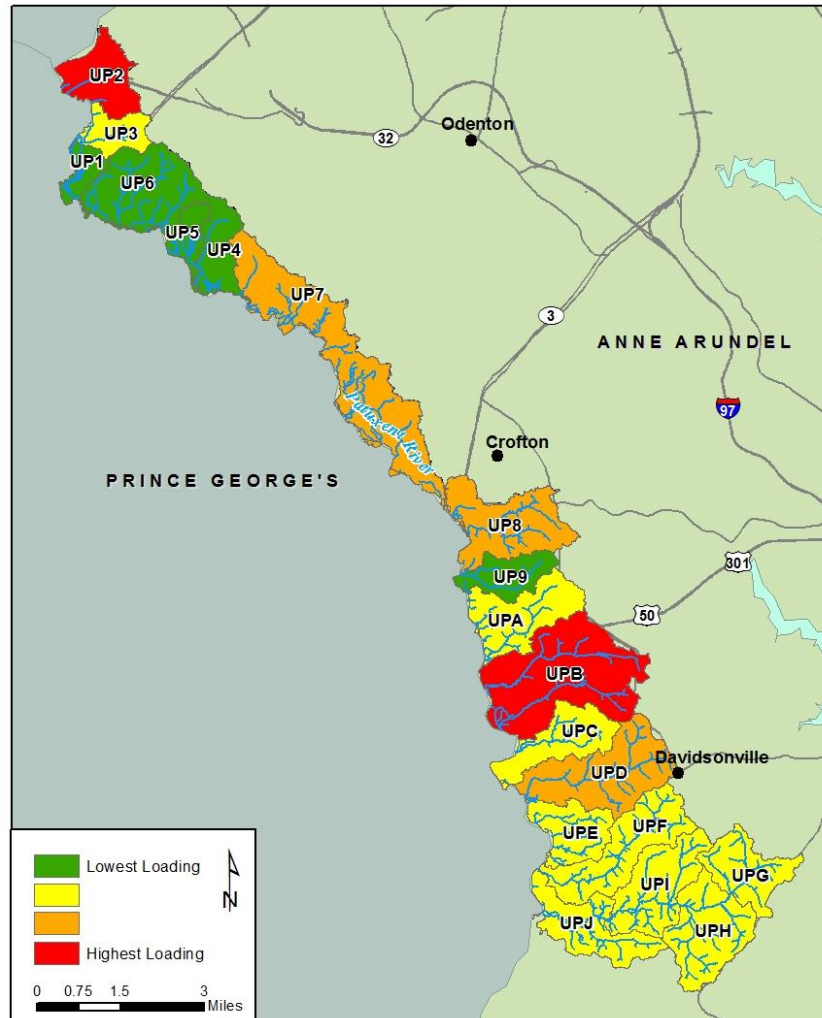 UP2
UP3
UP1
UP6
UP5
UP4
UP7
32
Odenton
3
ANNE ARUNDEL
97
Patuxent River
Crofton
PRINCE GEORGE'S
UP8
UP9
301
UPA
50
UPB
UPC
UPD
Davidsonville
UPE
UPF
UPG
UPI
UPJ
UPH
Lowest Loading
N
Highest Loading
0 0.75 1.5 3
Miles